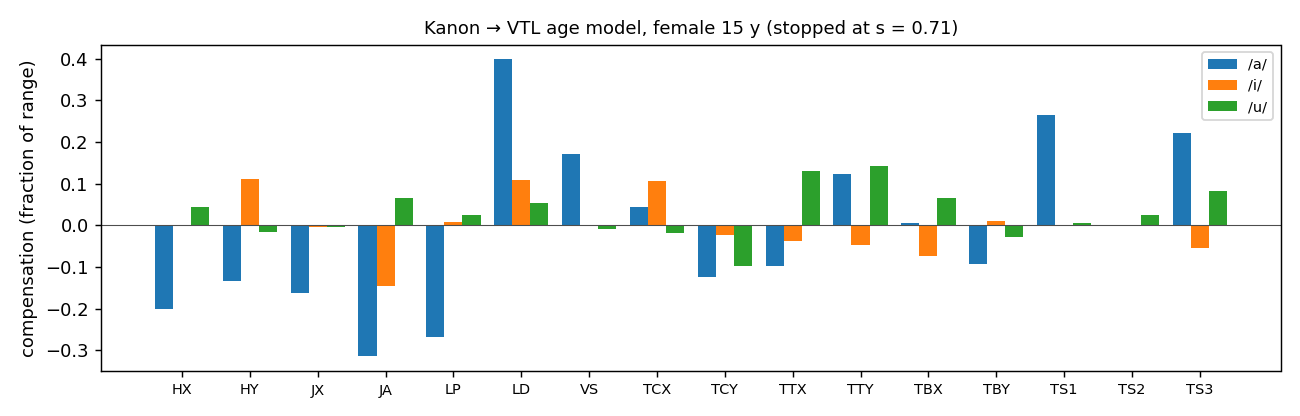 Kanon → VTL age model, female 15 y (stopped at s = 0.71)
compensation (fraction of range)
0.4
0.3
0.2
0.1
0.0
−0.1
−0.2
−0.3
/a/
/i/
/u/
HX HY JX JA LP LD VS TCX TCY TTX TTY TBX TBY TS1 TS2 TS3